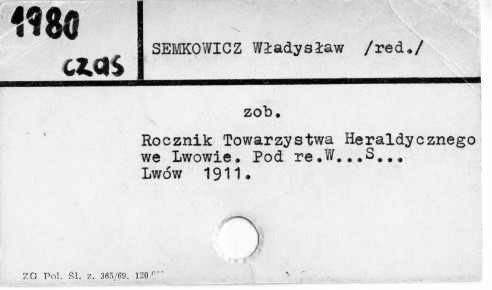 1980
czas
SEMKOWICZ Władysław /red./
zob.
Rocznik Towarzystwa Heraldycznego
we Lwowie. Pod re.W...S...
Lwów 1911.
ZG Pol. Śl. z. 365/69. 120